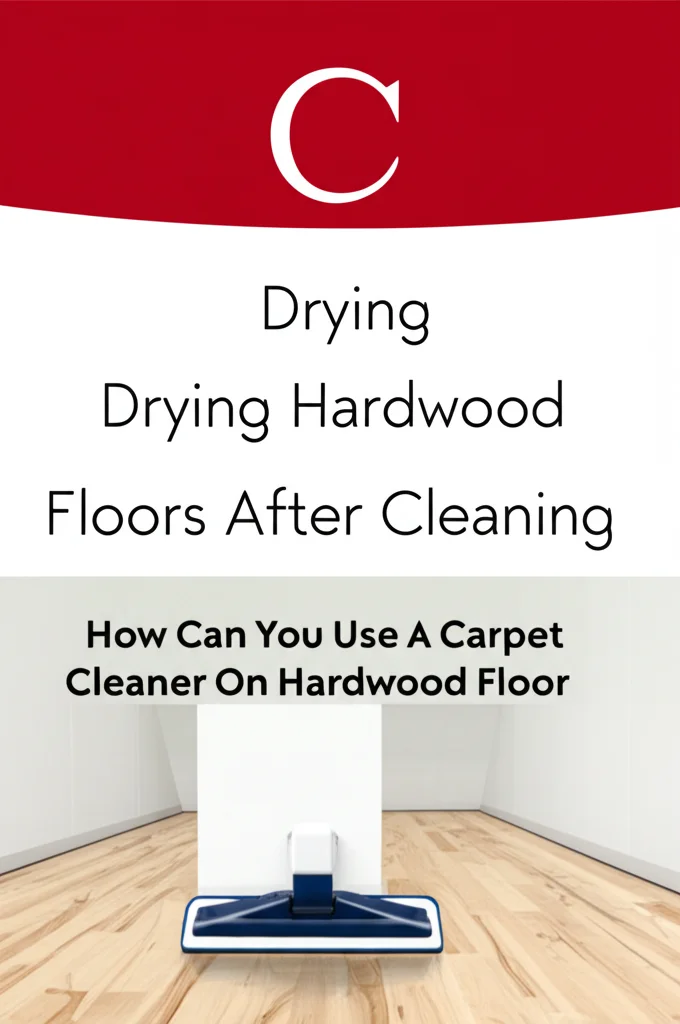 C
Drying
Drying Hardwood
Floors After Cleaning
How Can You Use A Carpet
Cleaner On Hardwood Floor